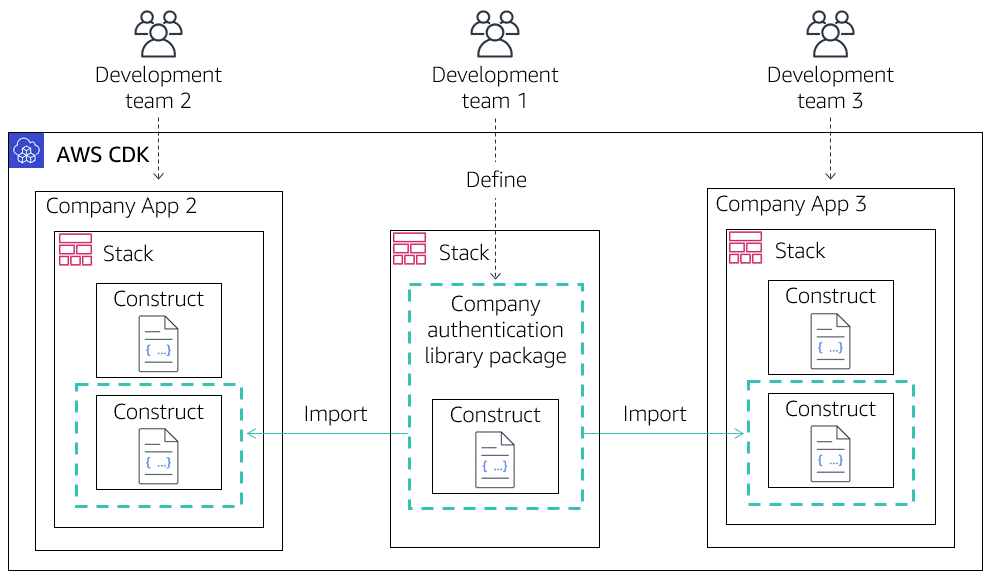 Development
team 2
Development
team 1
Development
team 3
AWS CDK
Define
Company App 2
Stack
Construct
{ ...}
Construct
{ ...}
Import
Stack
Company
authentication
library package
Construct
{ ...}
Import
Company App 3
Stack
Construct
{ ...}
Construct
{ ...}